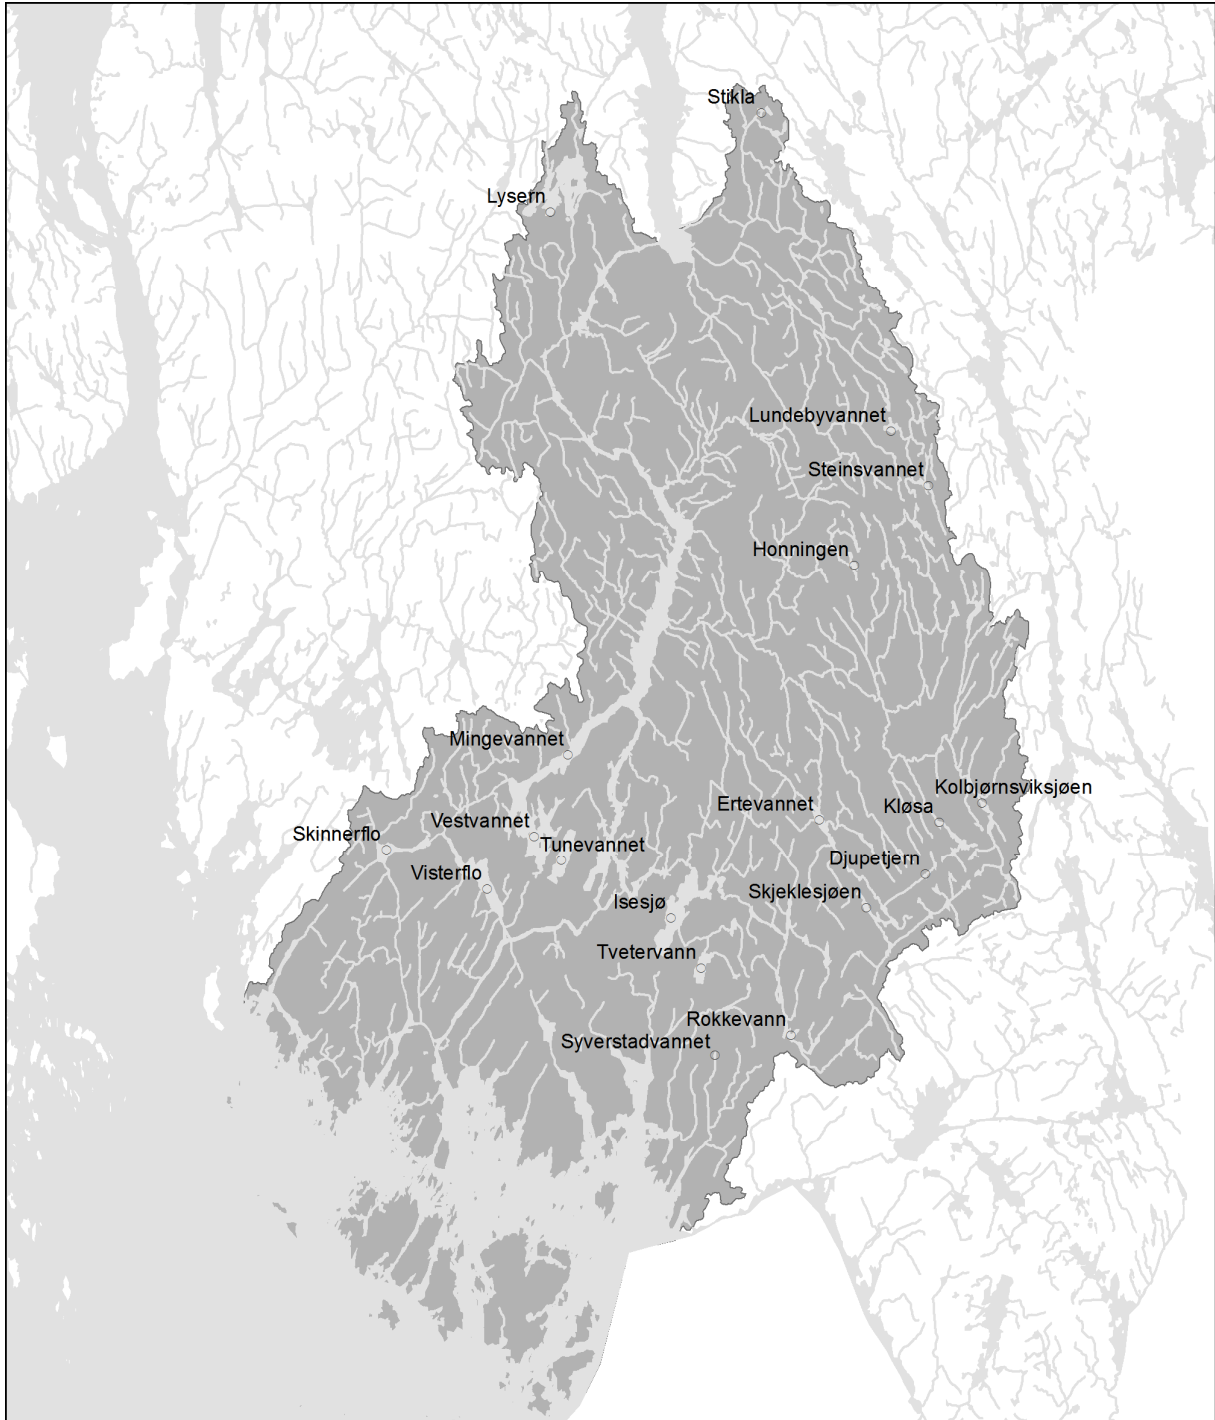 Stikla
Lysern
Lundebyvannet
Steinsvannet
Honningen
Mingevannet
Kolbjørnsviksjøen
Ertevannet
Kløsa
Vestvannet
Skinnerflo
Tunevannet
Djupetjern
Visterflo
Skjeklesjøen
Isesjø
Tvetervann
Rokkevann
Syverstadvannet